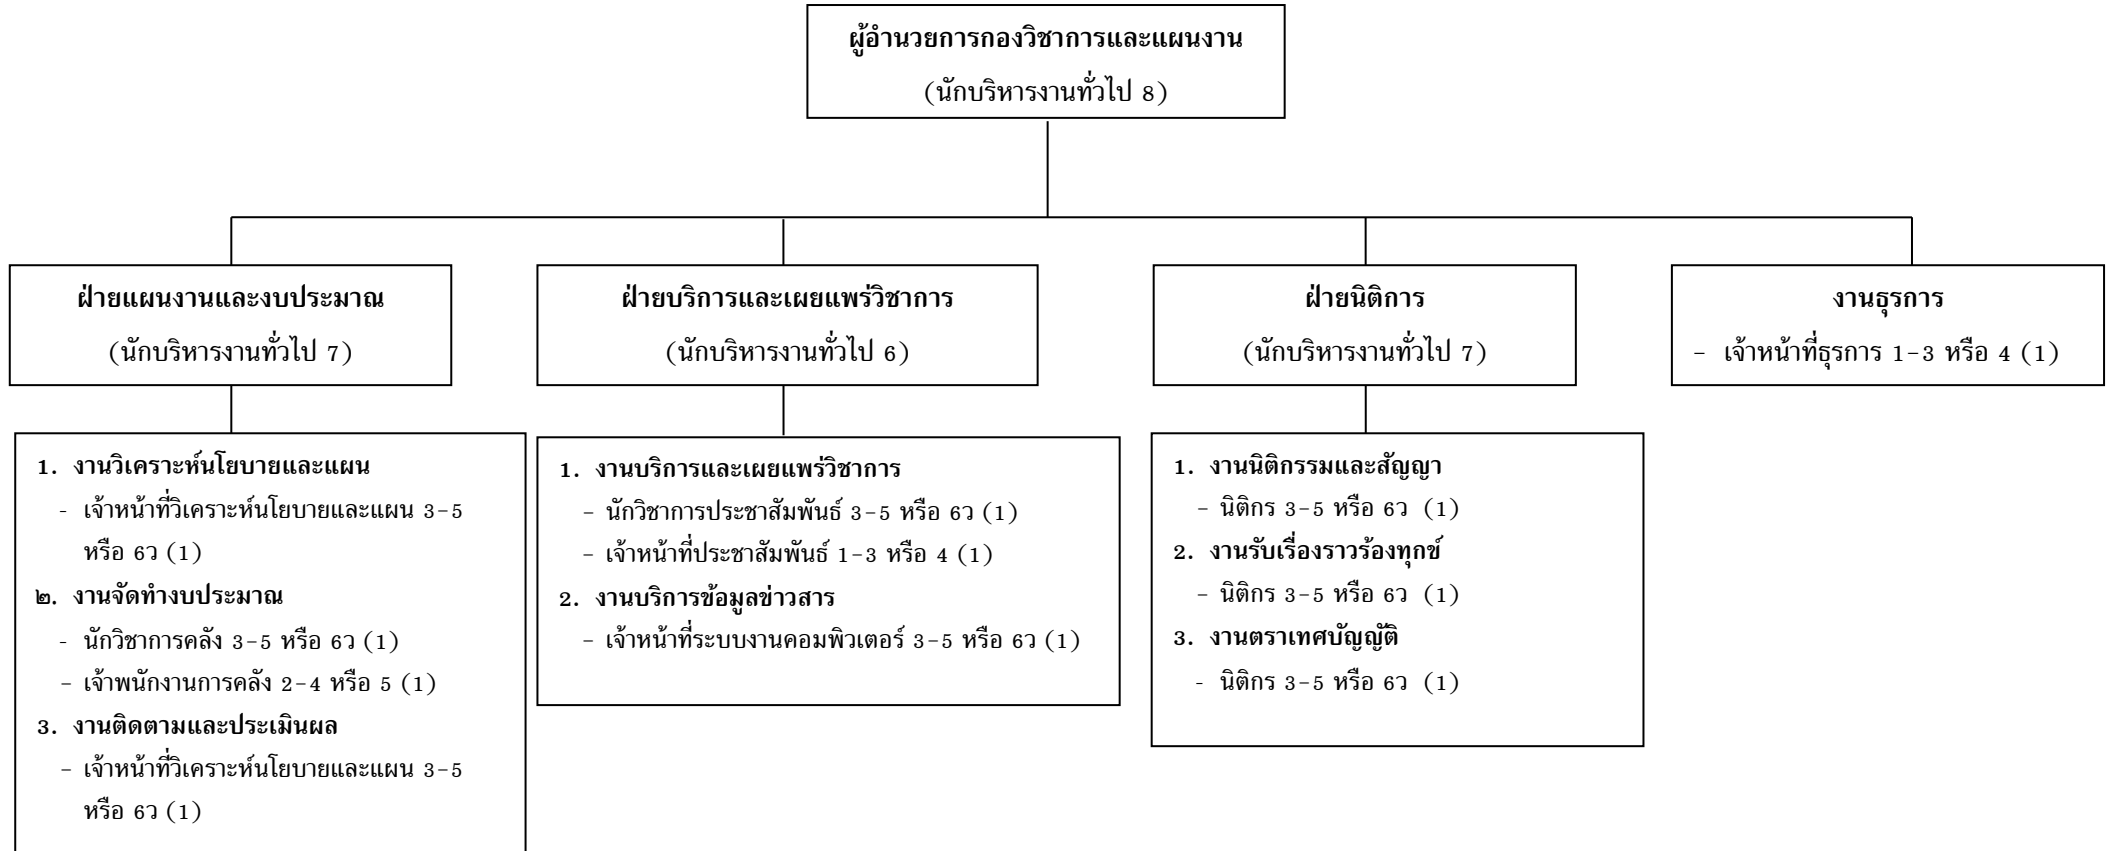 ผู้อำนวยการกองวิชาการและแผนงาน
(นักบริหารงานทั่วไป 8)
ฝ่ายแผนงานและงบประมาณ
(นักบริหารงานทั่วไป 7)
ฝ่ายบริการและเผยแพร่วิชาการ
(นักบริหารงานทั่วไป 6)
ฝ่ายนิติการ
(นักบริหารงานทั่วไป 7)
งานธุรการ
- เจ้าหน้าที่ธุรการ 1-3 หรือ 4 (1)
1. งานวิเคราะห์นโยบายและแผน
- เจ้าหน้าที่วิเคราะห์นโยบายและแผน 3-5
หรือ 6ว (1)
๒. งานจัดทำงบประมาณ
- นักวิชาการคลัง 3-5 หรือ 6ว (1)
- เจ้าพนักงานการคลัง 2-4 หรือ 5 (1)
3. งานติดตามและประเมินผล
- เจ้าหน้าที่วิเคราะห์นโยบายและแผน 3-5
หรือ 6ว (1)
1. งานบริการและเผยแพร่วิชาการ
- นักวิชาการประชาสัมพันธ์ 3-5 หรือ 6ว (1)
- เจ้าหน้าที่ประชาสัมพันธ์ 1-3 หรือ 4 (1)
2. งานบริการข้อมูลข่าวสาร
- เจ้าหน้าที่ระบบงานคอมพิวเตอร์ 3-5 หรือ 6ว (1)
1. งานนิติกรรมและสัญญา
- นิติกร 3-5 หรือ 6ว (1)
2. งานรับเรื่องราวร้องทุกข์
- นิติกร 3-5 หรือ 6ว (1)
3. งานตราเทศบัญญัติ
- นิติกร 3-5 หรือ 6ว (1)